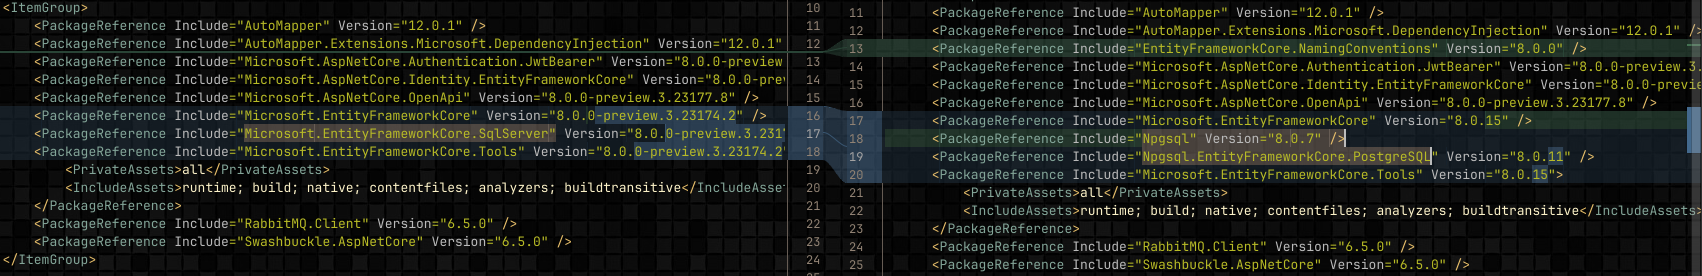 <ItemGroup>
<PackageReference Include="AutoMapper" Version="12.0.1" />
<PackageReference Include="AutoMapper.Extensions.Microsoft.DependencyInjection" Version="12.0.1"
<PackageReference Include="Microsoft.AspNetCore.Authentication.JwtBearer" Version="8.0.0-preview
<PackageReference Include="Microsoft.AspNetCore.Identity.EntityFrameworkCore" Version="8.0.0-prev
<PackageReference Include="Microsoft.AspNetCore.OpenApi" Version="8.0.0-preview.3.23177.8" />
<PackageReference Include="Microsoft.EntityFrameworkCore" Version="8.0.0-preview.3.23174.2" />
<PackageReference Include="Microsoft.EntityFrameworkCore.SqlServer" Version="8.0.0-preview.3.231
<PackageReference Include="Microsoft.EntityFrameworkCore.Tools" Version="8.0.0-preview.3.23174.2"
<PrivateAssets>all</PrivateAssets>
<IncludeAssets>runtime; build; native; contentfiles; analyzers; buildtransitive</IncludeAsset
</PackageReference>
<PackageReference Include="RabbitMQ.Client" Version="6.5.0" />
<PackageReference Include="Swashbuckle.AspNetCore" Version="6.5.0" />
</ItemGroup>
10
11
12
13
14
15
16
17
18
19
20
21
22
23
24
11 <PackageReference Include="AutoMapper" Version="12.0.1" />
12 <PackageReference Include="AutoMapper.Extensions.Microsoft.DependencyInjection" Version="12.0.1" />
13 <PackageReference Include="EntityFrameworkCore.NamingConventions" Version="8.0.0" />
14 <PackageReference Include="Microsoft.AspNetCore.Authentication.JwtBearer" Version="8.0.0-preview.3.
15 <PackageReference Include="Microsoft.AspNetCore.Identity.EntityFrameworkCore" Version="8.0.0-previe
16 <PackageReference Include="Microsoft.AspNetCore.OpenApi" Version="8.0.0-preview.3.23177.8" />
17 <PackageReference Include="Microsoft.EntityFrameworkCore" Version="8.0.15" />
18 <PackageReference Include="Npgsql" Version="8.0.7" />
19 <PackageReference Include="Npgsql.EntityFrameworkCore.PostgreSQL" Version="8.0.11" />
20 <PackageReference Include="Microsoft.EntityFrameworkCore.Tools" Version="8.0.15">
21 <PrivateAssets>all</PrivateAssets>
22 <IncludeAssets>runtime; build; native; contentfiles; analyzers; buildtransitive</IncludeAssets>
23 </PackageReference>
24 <PackageReference Include="RabbitMQ.Client" Version="6.5.0" />
25 <PackageReference Include="Swashbuckle.AspNetCore" Version="6.5.0" />